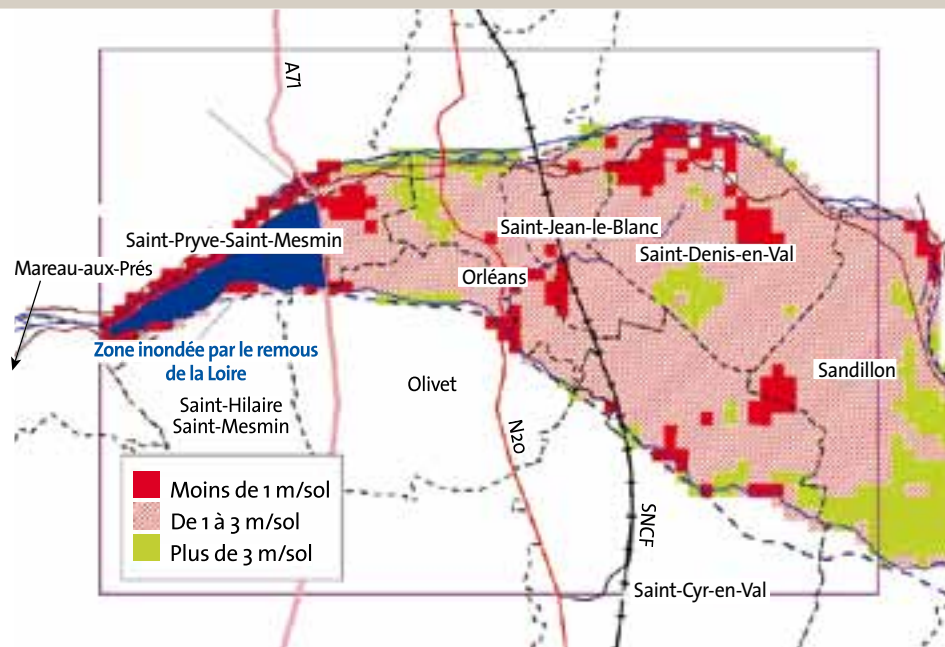 A71
Saint-Pryve-Saint-Mesmin
Saint-Jean-le-Blanc
Saint-Denis-en-Val
Mareau-aux-Prés
Orléans
Zone inondée par le remous
de la Loire
Sandillon
Olivet
Saint-Hilaire
Saint-Mesmin
N20
Moins de 1 m/sol
De 1 à 3 m/sol
Plus de 3 m/sol
SNCF
Saint-Cyr-en-Val